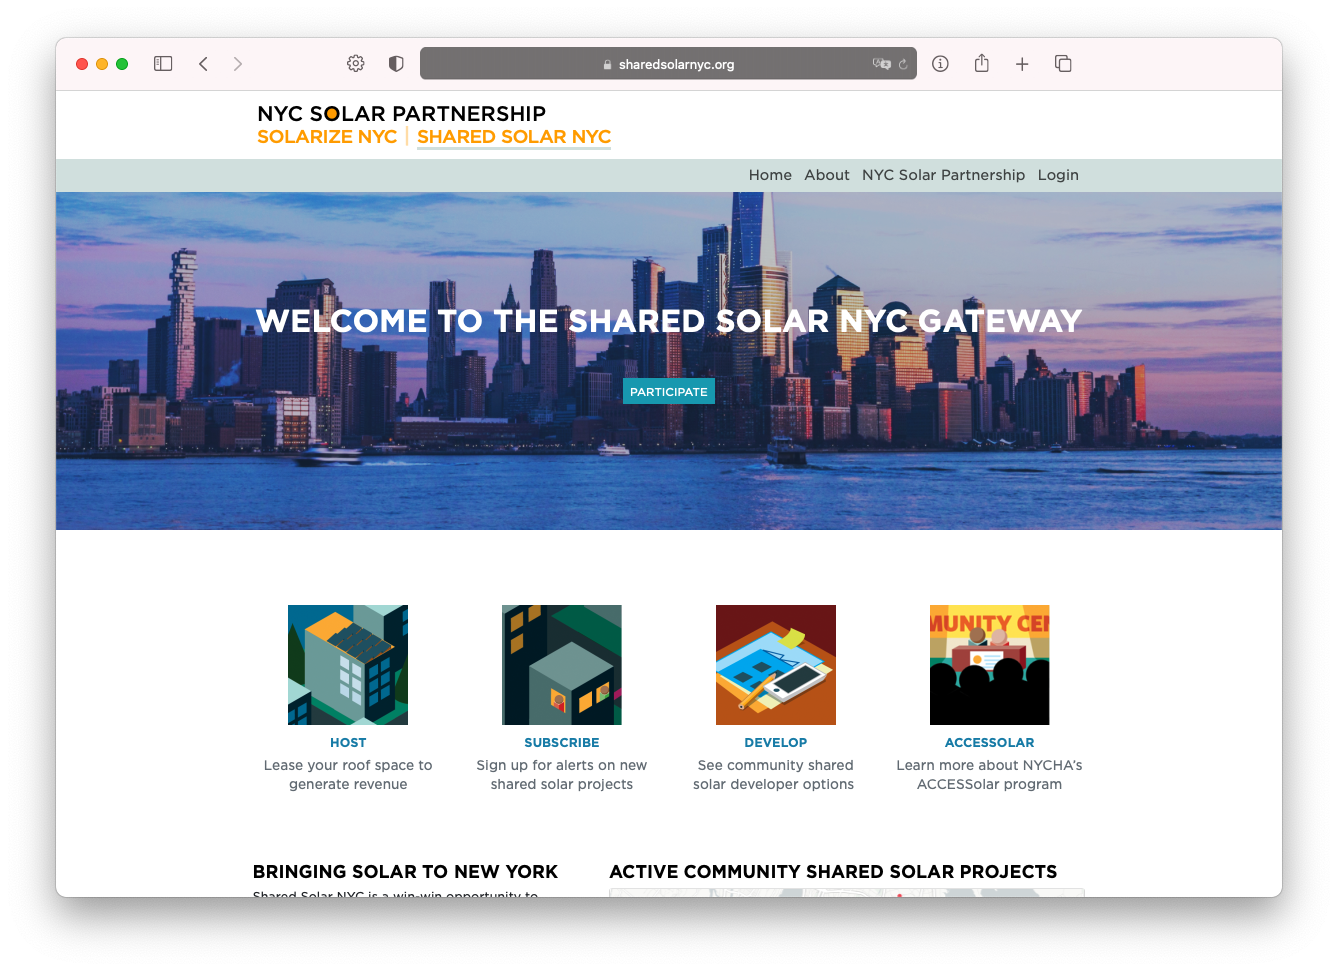 sharedsolarnyc.org
NYC SOLAR PARTNERSHIP
SOLARIZE NYC | SHARED SOLAR NYC
Home About NYC Solar Partnership Login
WELCOME TO THE SHARED SOLAR NYC GATEWAY
PARTICIPATE
MUNITY CEN
HOST
Lease your roof space to
generate revenue
SUBSCRIBE
Sign up for alerts on new
shared solar projects
DEVELOP
See community shared
solar developer options
ACCESSOLAR
Learn more about NYCHA's
ACCESSolar program
BRINGING SOLAR TO NEW YORK
Shared Solar NYC is a win-win opportunity to
ACTIVE COMMUNITY SHARED SOLAR PROJECTS